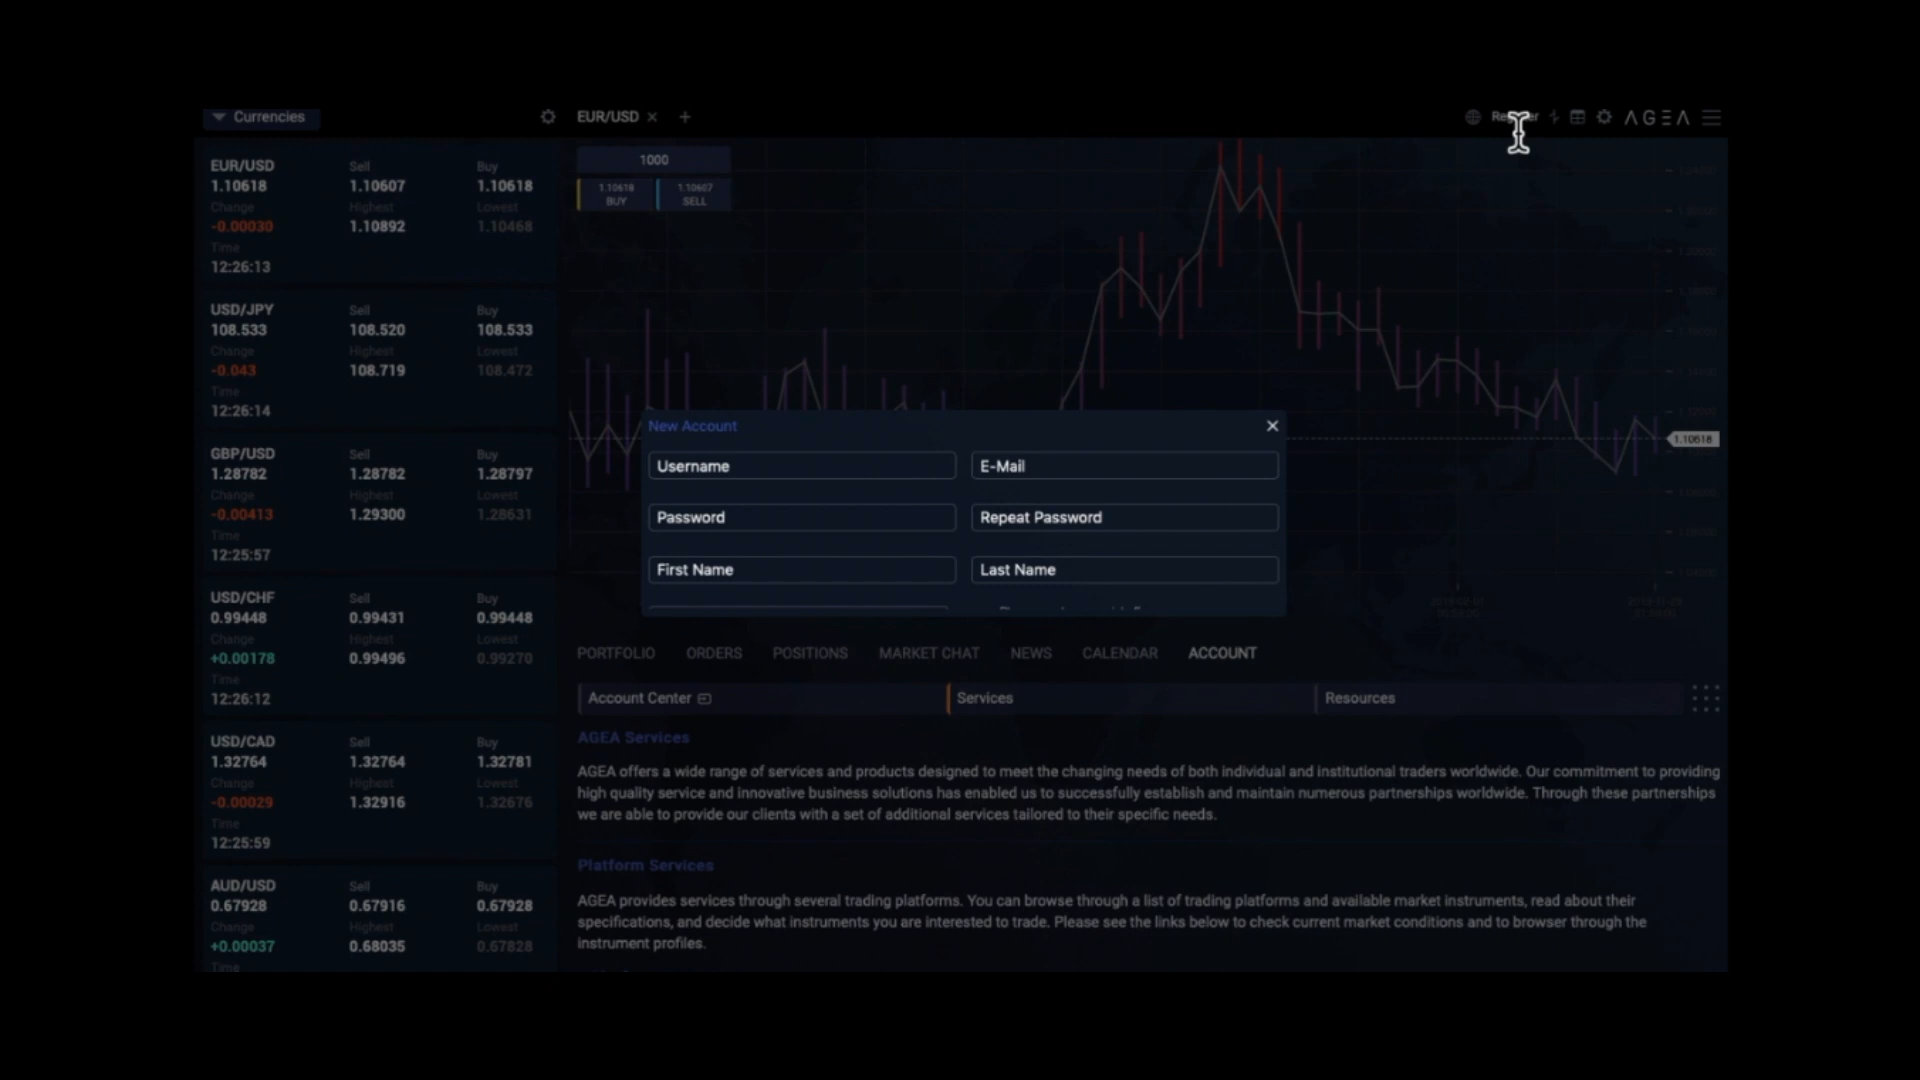 Currencies
EUR/USD
AGEA
EUR/USD Sell Buy
1.10618 1.10607 1.10618
Change Highest Lowest
-0.00030 1.10892 1.10468
Time
12:26:13
USD/JPY Sell Buy
108.533 108.520 108.533
Change Highest Lowest
-0.043 108.719 108.472
Time
12:26:14
GBP/USD Sell Buy
1.28782 1.28782 1.28797
Change Highest Lowest
-0.00413 1.29300 1.28631
Time
12:25:57
USD/CHF Sell Buy
0.99448 0.99431 0.99448
Change Highest Lowest
+0.00178 0.99496 0.99270
Time
12:26:12
USD/CAD Sell Buy
1.32764 1.32764 1.32781
Change Highest Lowest
-0.00029 1.32916 1.32676
Time
12:25:59
AUD/USD Sell Buy
0.67928 0.67916 0.67928
Change Highest Lowest
+0.00037 0.68035 0.67828
Time
1000
1.10618 1.10607
BUY SELL
1.10618
New Account
Username E-Mail
Password Repeat Password
First Name Last Name
PORTFOLIO ORDERS POSITIONS MARKET CHAT NEWS CALENDAR ACCOUNT
Account Center Services Resources
AGEA Services
AGEA offers a wide range of services and products designed to meet the changing needs of both individual and institutional traders worldwide. Our commitment to providing
high quality service and innovative business solutions has enabled us to successfully establish and maintain numerous partnerships worldwide. Through these partnerships
we are able to provide our clients with a set of additional services tailored to their specific needs.
Platform Services
AGEA provides services through several trading platforms. You can browse through a list of trading platforms and available market instruments, read about their
specifications, and decide what instruments you are interested to trade. Please see the links below to check current market conditions and to browser through the
instrument profiles.